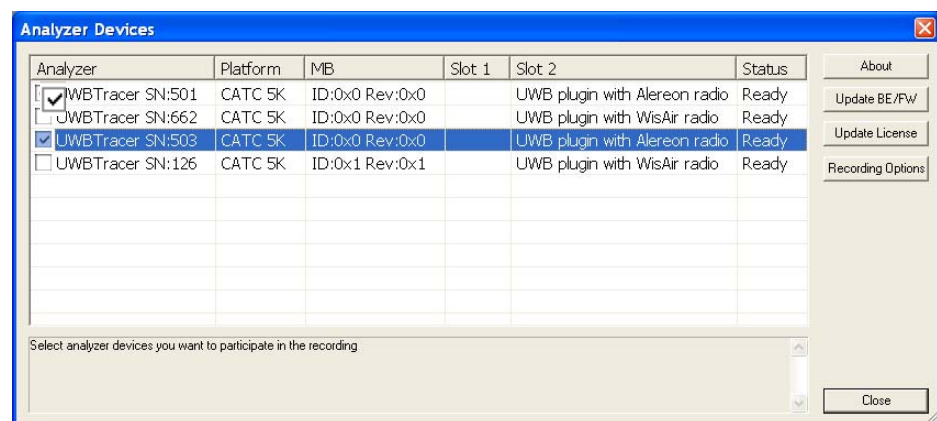 Analyzer Devices
Analyzer Platform MB Slot 1 Slot 2 Status
UWBTracer SN:501 CATC 5K ID:0x0 Rev:0x0 UWB plugin with Alereon radio Ready
UWBTracer SN:662 CATC 5K ID:0x0 Rev:0x0 UWB plugin with WisAir radio Ready
UWBTracer SN:503 CATC 5K ID:0x0 Rev:0x0 UWB plugin with Alereon radio Ready
UWBTracer SN:126 CATC 5K ID:0x1 Rev:0x1 UWB plugin with WisAir radio Ready
About
Update BE/FW
Update License
Recording Options
Select analyzer devices you want to participate in the recording
Close